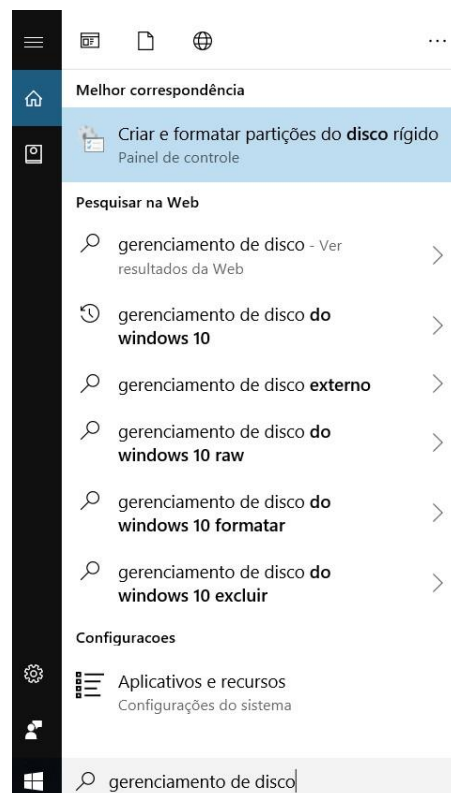 Melhor correspondência
Criar e formatar partições do disco rígido
Painel de controle
Pesquisar na Web
gerenciamento de disco - Ver
resultados da Web
gerenciamento de disco do
windows 10
gerenciamento de disco externo
gerenciamento de disco do
windows 10 raw
gerenciamento de disco do
windows 10 formatar
gerenciamento de disco do
windows 10 excluir
Configuracoes
Aplicativos e recursos
Configurações do sistema
gerenciamento de disco